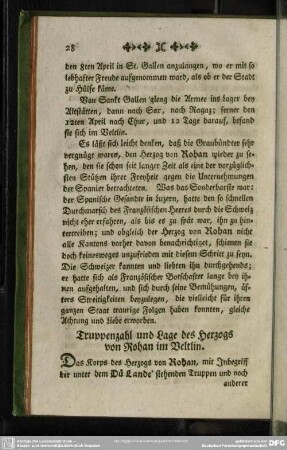 28
den 8ten April in St. Gallen anzulangen, wo er mit so
lebhafter Freude aufgenommen ward, als ob er der Stadt
zu Hülfe käme.
Von Sankt Gallen gieng die Armee ins Lager bey
Altstätten, dann nach Sax, nach Ragaz; ferner den
12ten April nach Chur, und 12 Tage darauf, befand
sie sich im Veltlin.
Es läßt sich leicht denken, daß die Graubündter sehr
vergnügt waren, den Herzog von Rohan wieder zu se-
hen, den sie schon seit langer Zeit als eine der vorzüglich-
sten Stützen ihrer Freyheit gegen die Unternehmungen
der Spanier betrachteten. Was das Sonderbarste war:
der Spanische Gesandte in Luzern, hatte den so schnellen
Durchmarsch des Französischen Heeres durch die Schweiz
nicht eher erfahren, als bis es zu spät war, ihn zu hin-
tertreiben; und obgleich der Herzog von Rohan nicht
alle Kantons vorher davon benachrichtiget, schienen sie
doch keineswegs unzufrieden mit diesem Schritt zu seyn.
Die Schweizer kannten und liebten ihn durchgehends;
er hatte sich als Französischer Botschafter lange bey ih-
nen aufgehalten, und sich durch seine Bemühungen, äf-
ters Streitigkeiten beyzulegen, die vielleicht für ihren
ganzen Staat traurige Folgen haben konnten, gleiche
Achtung und Liebe erworben.
Truppenzahl und Lage des Herzogs
von Rohan im Veltlin.
Das Korps des Herzogs von Rohan, mit Inbegriff
der unter dem Dü Lande stehenden Truppen und noch
anderer
DFG